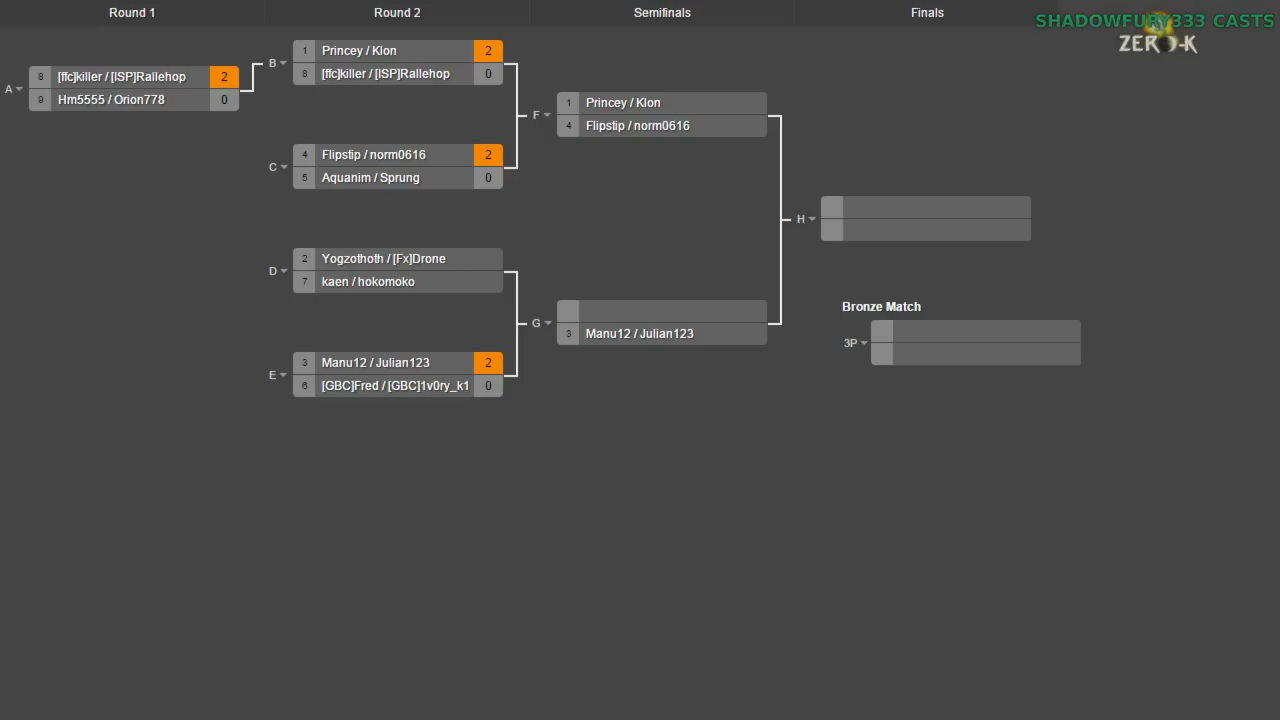 Round 1
Round 2
Semifinals
Finals
SHADOWFURY333 CASTS
ZERO-K
A
8 [ffc]killer / [ISP]Rallehop 2
9 Hm5555 / Orion778 0
B
1 Princey / Klon 2
8 [ffc]killer / [ISP]Rallehop 0
C
4 Flipstip / norm0616 2
5 Aquanim / Sprung 0
D
2 Yogzothoth / [Fx]Drone
7 kaen / hokomoko
E
3 Manu12 / Julian123 2
6 [GBC]Fred / [GBC]1v0ry_k1 0
F
1 Princey / Klon
4 Flipstip / norm0616
G
3 Manu12 / Julian123
H
Bronze Match
3P